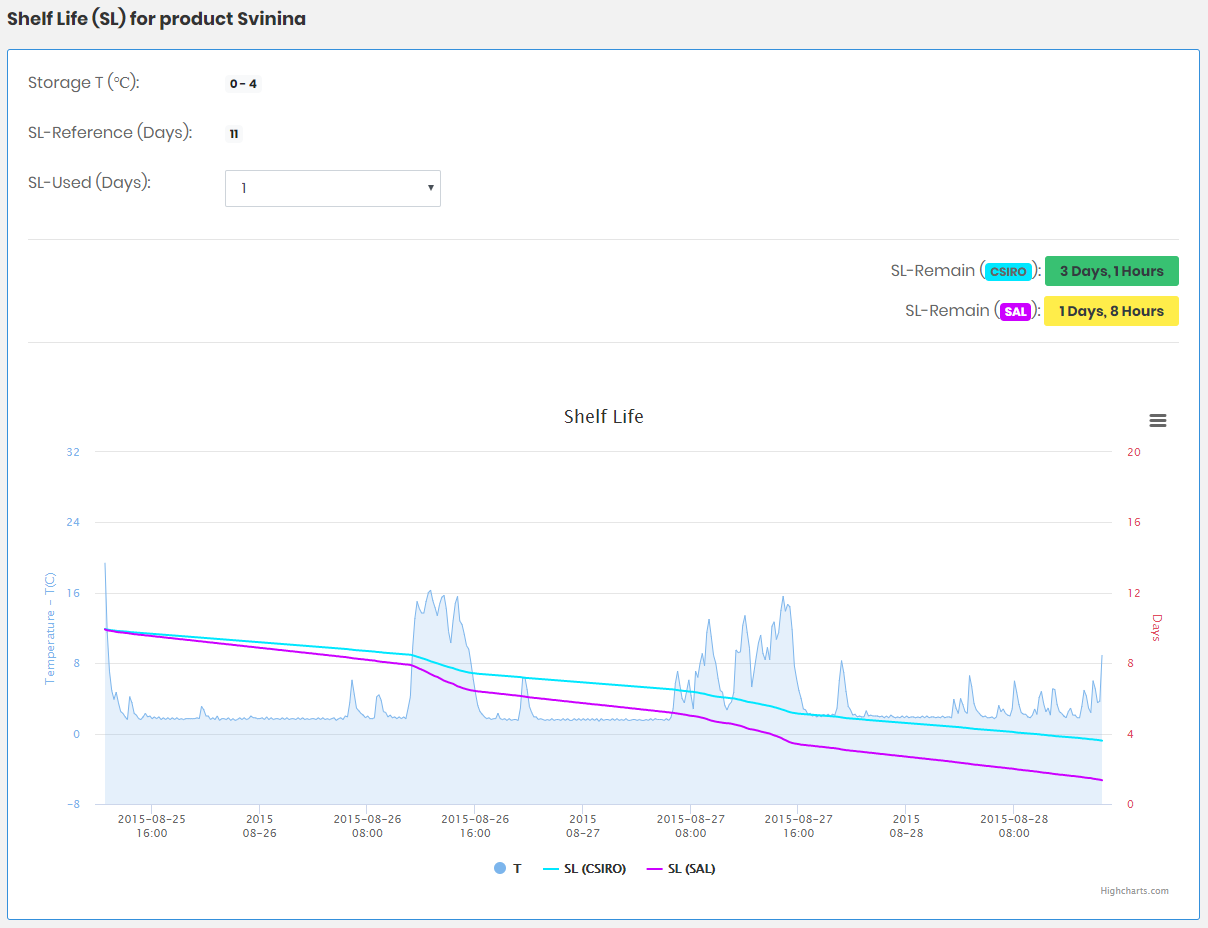 Shelf Life (SL) for product Svinina
Storage T (°C): 0 - 4
SL-Reference (Days): 11
SL-Used (Days): 1
SL-Remain (CSIRO): 3 Days, 1 Hours
SL-Remain (SAL): 1 Days, 8 Hours
Shelf Life
32
24
16
8
0
-8
Temperature - T(C)
20
16
12
8
4
0
Days
2015-08-25
16:00
2015
08-26
2015-08-26
08:00
2015-08-26
16:00
2015
08-27
2015-08-27
08:00
2015-08-27
16:00
2015
08-28
2015-08-28
08:00
T SL (CSIRO) SL (SAL)
Highcharts.com